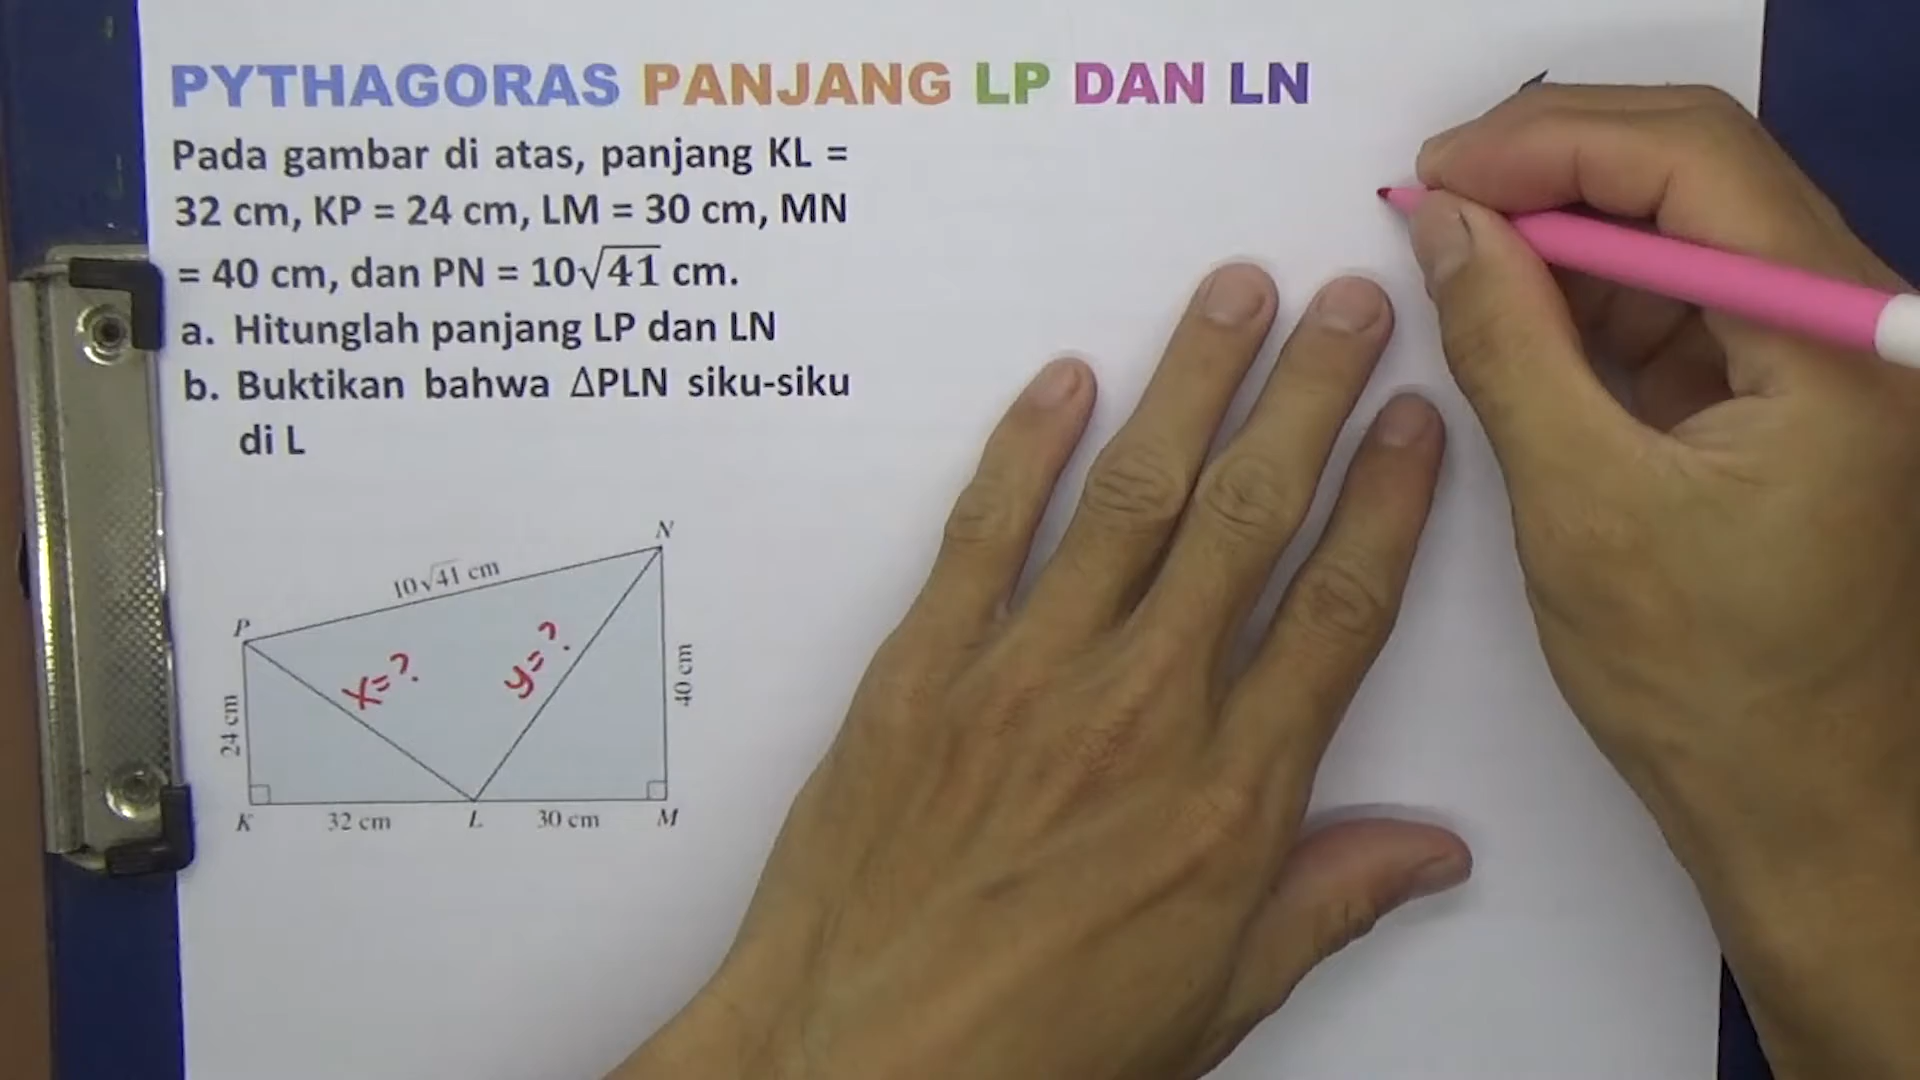 PYTHAGORAS PANJANG LP DAN LN
Pada gambar di atas, panjang KL =
32 cm, KP = 24 cm, LM = 30 cm, MN
= 40 cm, dan PN = 10√41 cm.
a. Hitunglah panjang LP dan LN
b. Buktikan bahwa ΔPLN siku-siku
di L
N
10√41 cm
P
x=?
y=?
24 cm
40 cm
K
32 cm
L
30 cm
M